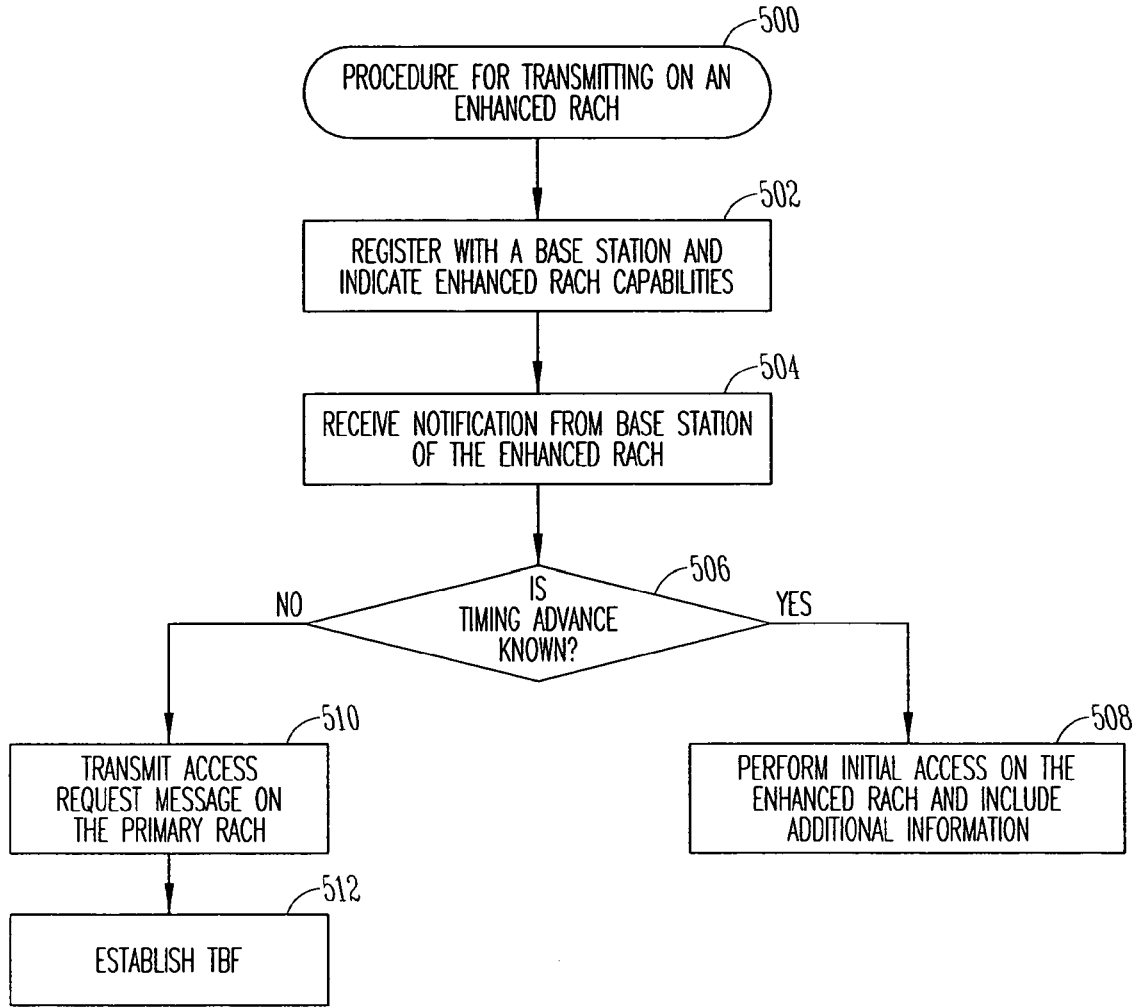 500
PROCEDURE FOR TRANSMITTING ON AN
ENHANCED RACH
502
REGISTER WITH A BASE STATION AND
INDICATE ENHANCED RACH CAPABILITIES
504
RECEIVE NOTIFICATION FROM BASE STATION
OF THE ENHANCED RACH
506
IS
TIMING ADVANCE
KNOWN?
NO
YES
510
TRANSMIT ACCESS
REQUEST MESSAGE ON
THE PRIMARY RACH
508
PERFORM INITIAL ACCESS ON THE
ENHANCED RACH AND INCLUDE
ADDITIONAL INFORMATION
512
ESTABLISH TBF